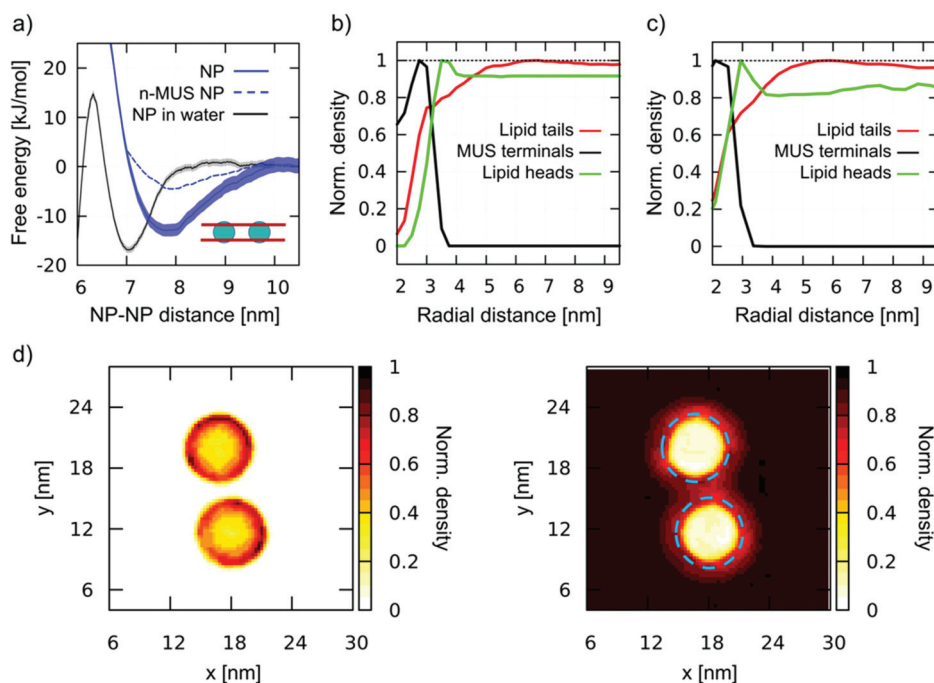 a)
Free energy [kJ/mol]
20
10
0
-10
-20
NP
n-MUS NP
NP in water
6 7 8 9 10
NP-NP distance [nm]
b)
Norm. density
1
0.8
0.6
0.4
0.2
0
Lipid tails
MUS terminals
Lipid heads
2 3 4 5 6 7 8 9
Radial distance [nm]
c)
Norm. density
1
0.8
0.6
0.4
0.2
0
Lipid tails
MUS terminals
Lipid heads
2 3 4 5 6 7 8 9
Radial distance [nm]
d)
y [nm]
24
18
12
6
6 12 18 24 30
x [nm]
1
0.8
0.6
0.4
0.2
0
Norm. density
y [nm]
24
18
12
6
6 12 18 24 30
x [nm]
1
0.8
0.6
0.4
0.2
0
Norm. density